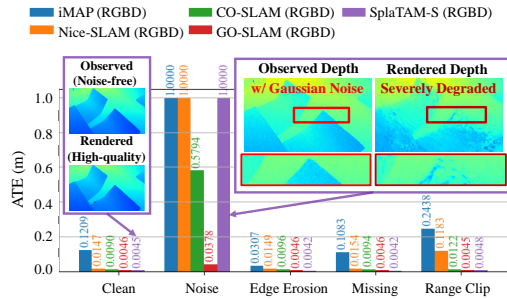 iMAP (RGBD)
Nice-SLAM (RGBD)
CO-SLAM (RGBD)
GO-SLAM (RGBD)
SplaTAM-S (RGBD)
Observed
(Noise-free)
Rendered
(High-quality)
Observed Depth
w/ Gaussian Noise
Rendered Depth
Severely Degraded
ATE (m)
1.0
0.8
0.6
0.4
0.2
0.0
0.1209
0.0147
0.0090
0.0046
0.0045
1.0000
1.0000
0.5794
0.0378
1.0000
0.0307
0.0149
0.0096
0.0046
0.0042
0.1083
0.0154
0.0094
0.0046
0.0042
0.2438
0.1183
0.0122
0.0045
0.0048
Clean
Noise
Edge Erosion
Missing
Range Clip